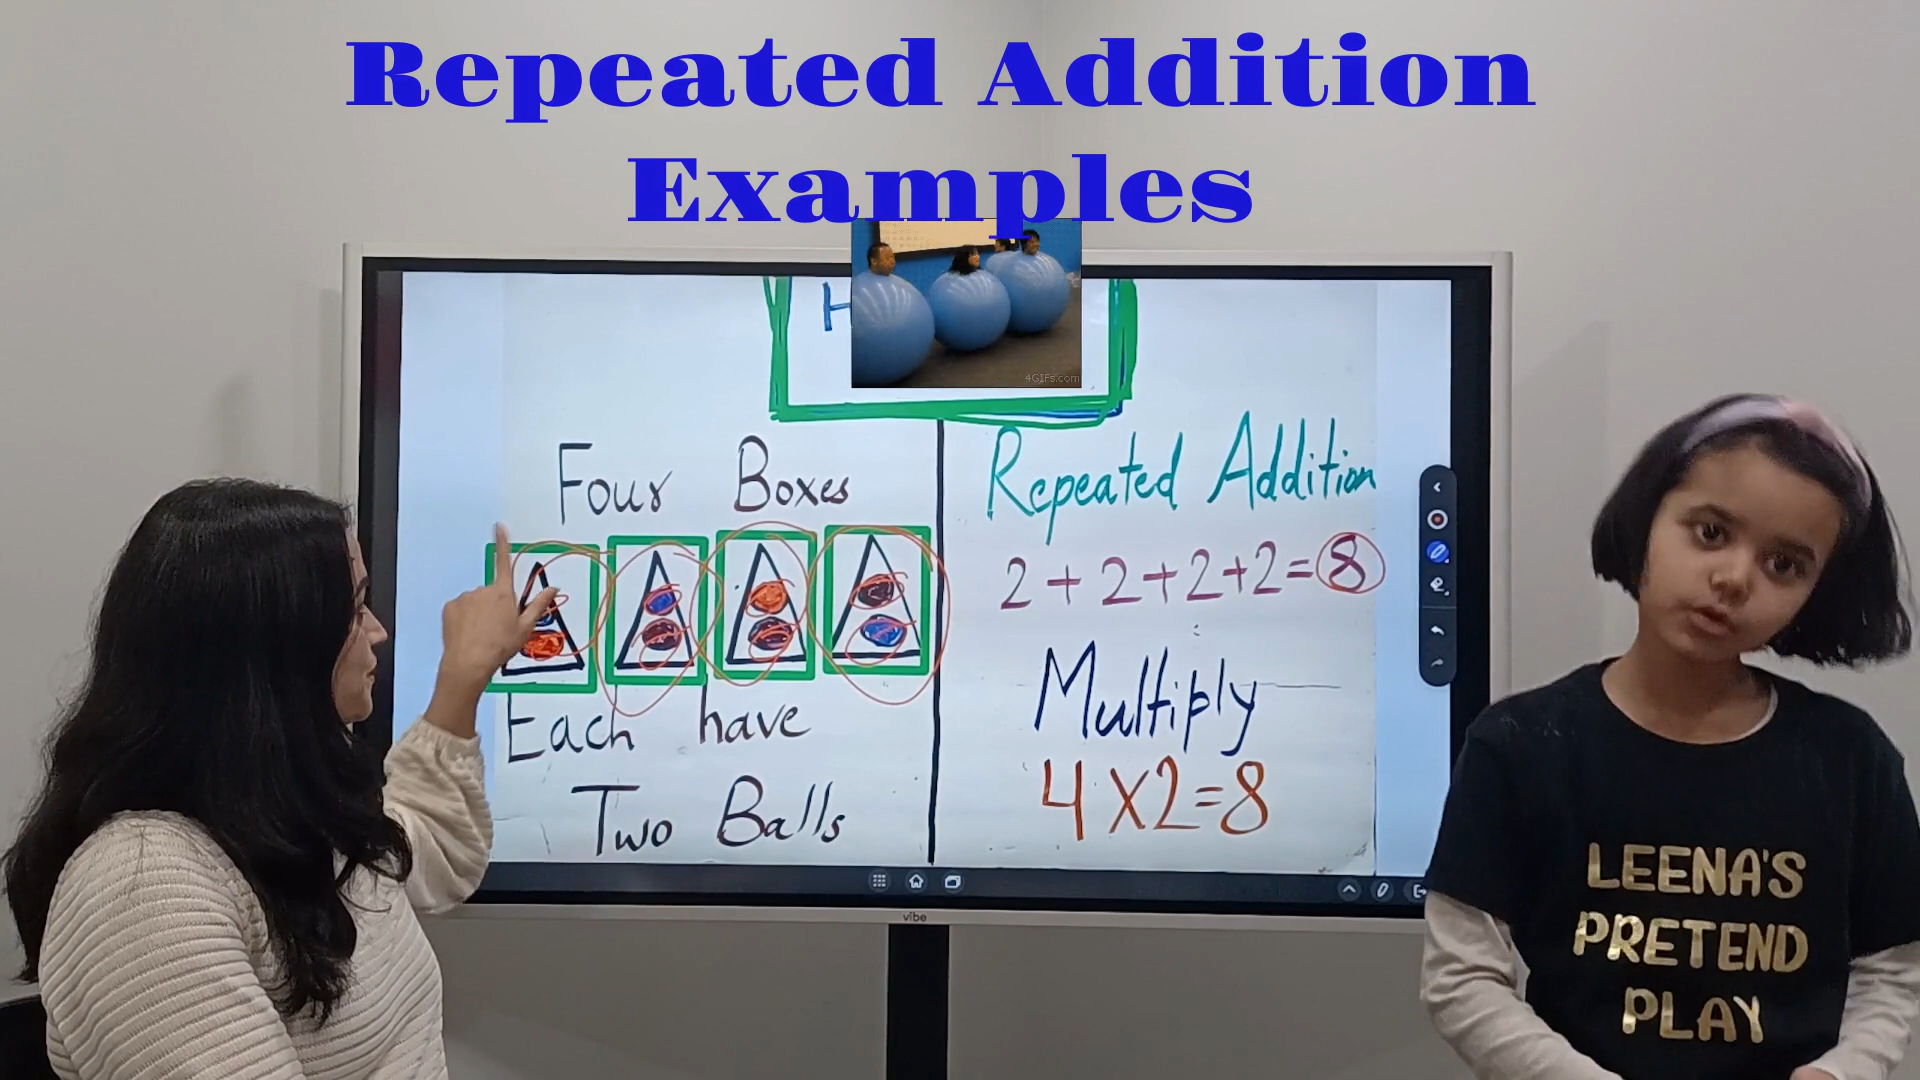 Repeated Addition
Examples
4GIFs.com
H
Four Boxes
Each have
Two Balls
Repeated Addition
2+2+2+2=8
Multiply
4x2=8
vibe
LEENA'S
PRETEND
PLAY